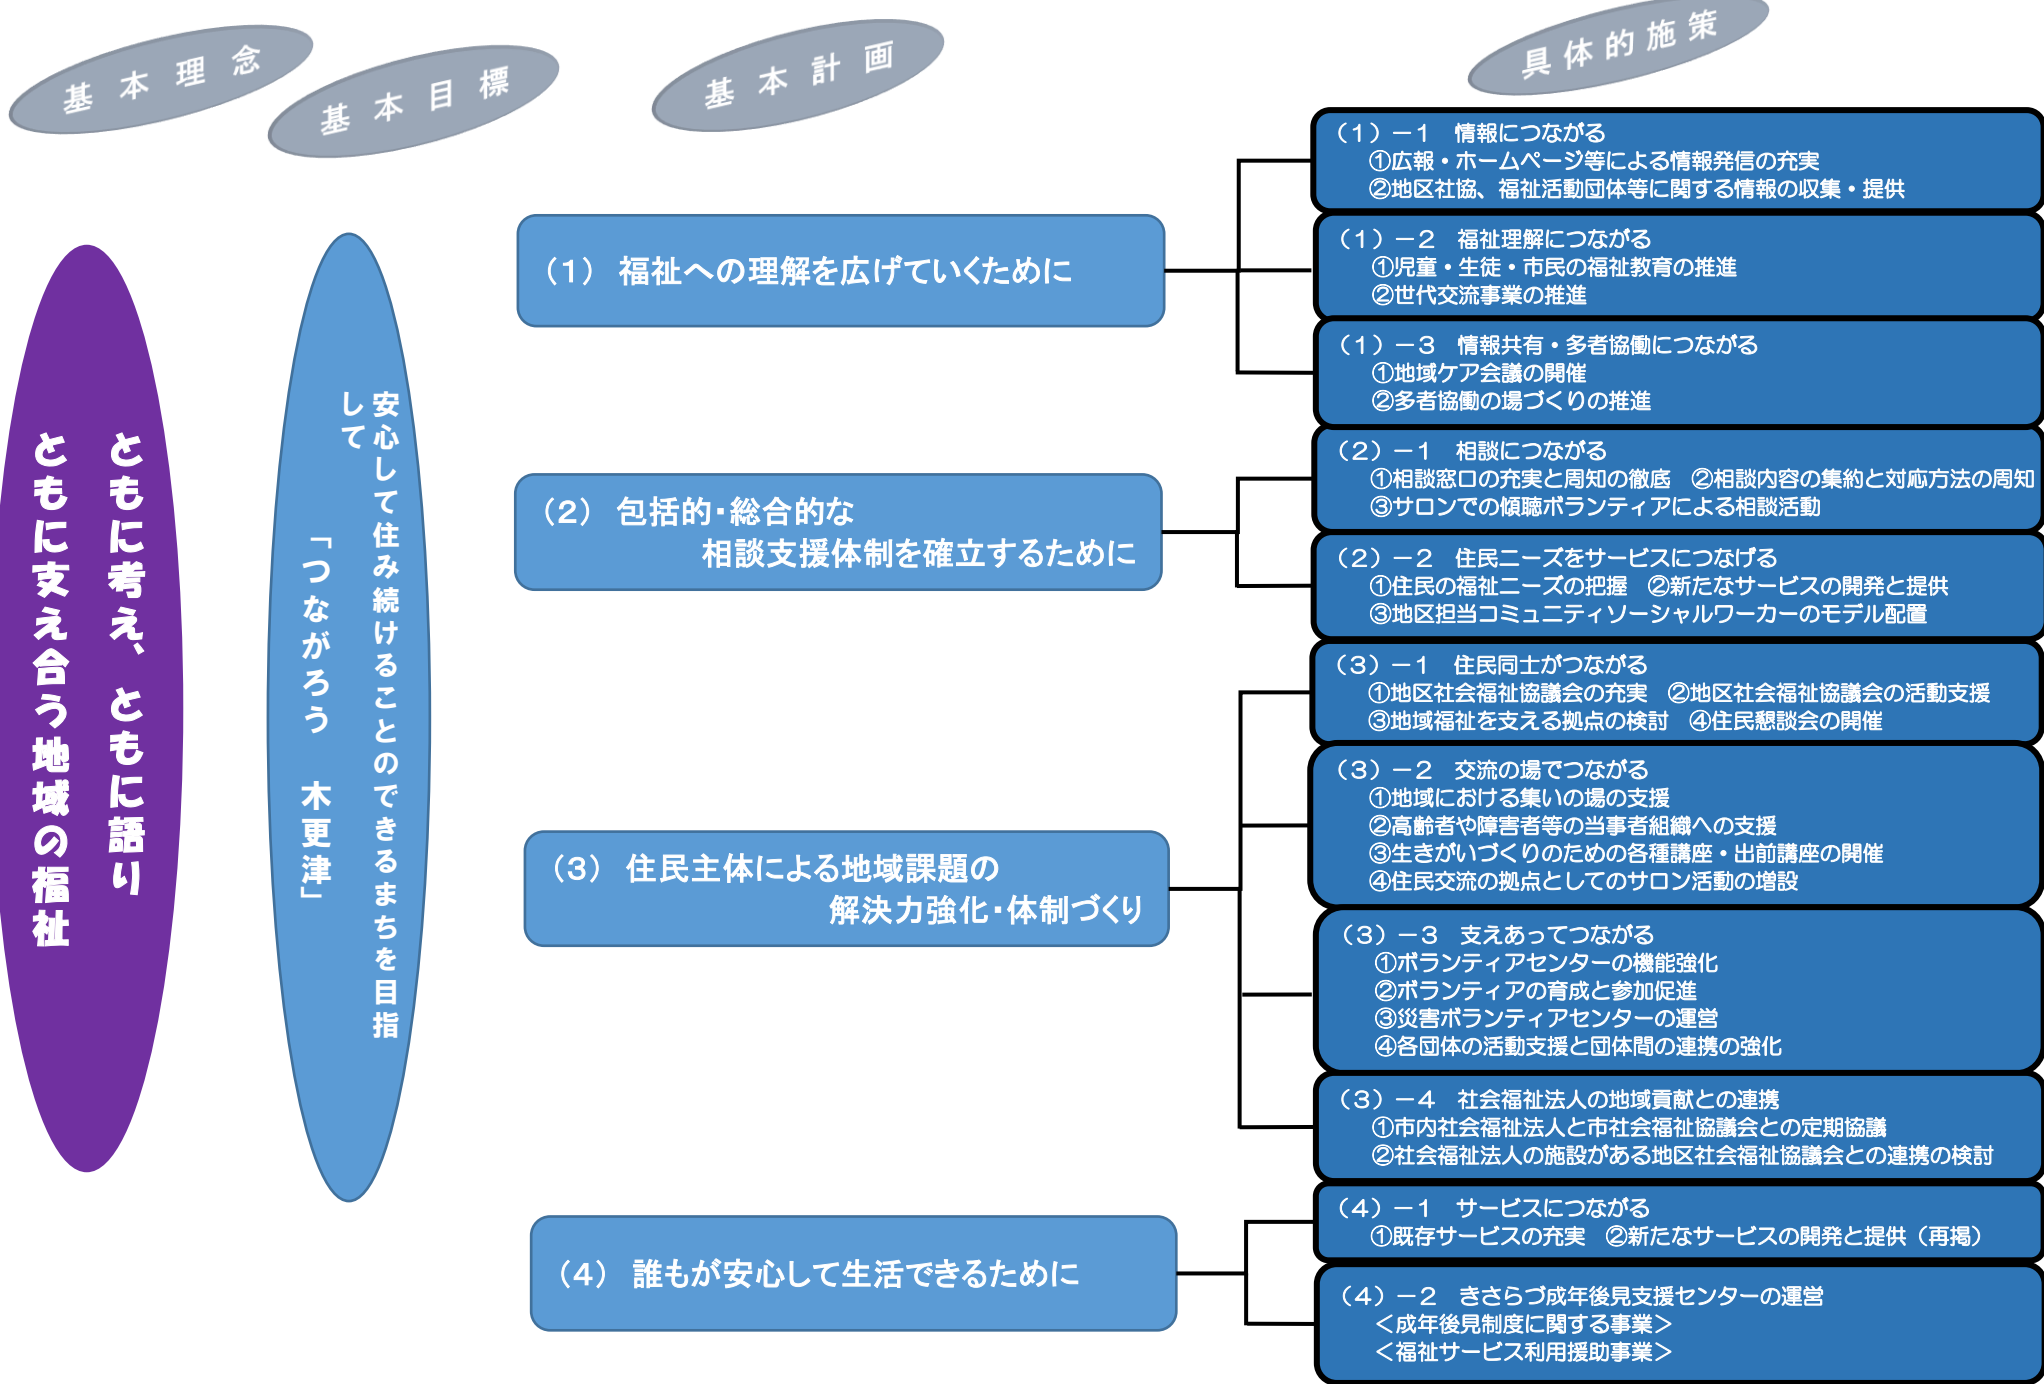 基本理念
基本目標
基本計画
具体的施策
ともに考え、ともに語り
ともに支え合う地域の福祉
安心して住み続けることのできるまちを目指
して
「つながろう　木更津」
（1） 福祉への理解を広げていくために
（1）－1　情報につながる
①広報・ホームページ等による情報発信の充実
②地区社協、福祉活動団体等に関する情報の収集・提供
（1）－2　福祉理解につながる
①児童・生徒・市民の福祉教育の推進
②世代交流事業の推進
（1）－3　情報共有・多者協働につながる
①地域ケア会議の開催
②多者協働の場づくりの推進
（2） 包括的・総合的な
相談支援体制を確立するために
（2）－1　相談につながる
①相談窓口の充実と周知の徹底　②相談内容の集約と対応方法の周知
③サロンでの傾聴ボランティアによる相談活動
（2）－2　住民ニーズをサービスにつなげる
①住民の福祉ニーズの把握　②新たなサービスの開発と提供
③地区担当コミュニティソーシャルワーカーのモデル配置
（3） 住民主体による地域課題の
解決力強化・体制づくり
（3）－1　住民同士がつながる
①地区社会福祉協議会の充実　②地区社会福祉協議会の活動支援
③地域福祉を支える拠点の検討　④住民懇談会の開催
（3）－2　交流の場でつながる
①地域における集いの場の支援
②高齢者や障害者等の当事者組織への支援
③生きがいづくりのための各種講座・出前講座の開催
④住民交流の拠点としてのサロン活動の増設
（3）－3　支えあってつながる
①ボランティアセンターの機能強化
②ボランティアの育成と参加促進
③災害ボランティアセンターの運営
④各団体の活動支援と団体間の連携の強化
（3）－4　社会福祉法人の地域貢献との連携
①市内社会福祉法人と市社会福祉協議会との定期協議
②社会福祉法人の施設がある地区社会福祉協議会との連携の検討
（4） 誰もが安心して生活できるために
（4）－1　サービスにつながる
①既存サービスの充実　②新たなサービスの開発と提供（再掲）
（4）－2　きさらづ成年後見支援センターの運営
＜成年後見制度に関する事業＞
＜福祉サービス利用援助事業＞